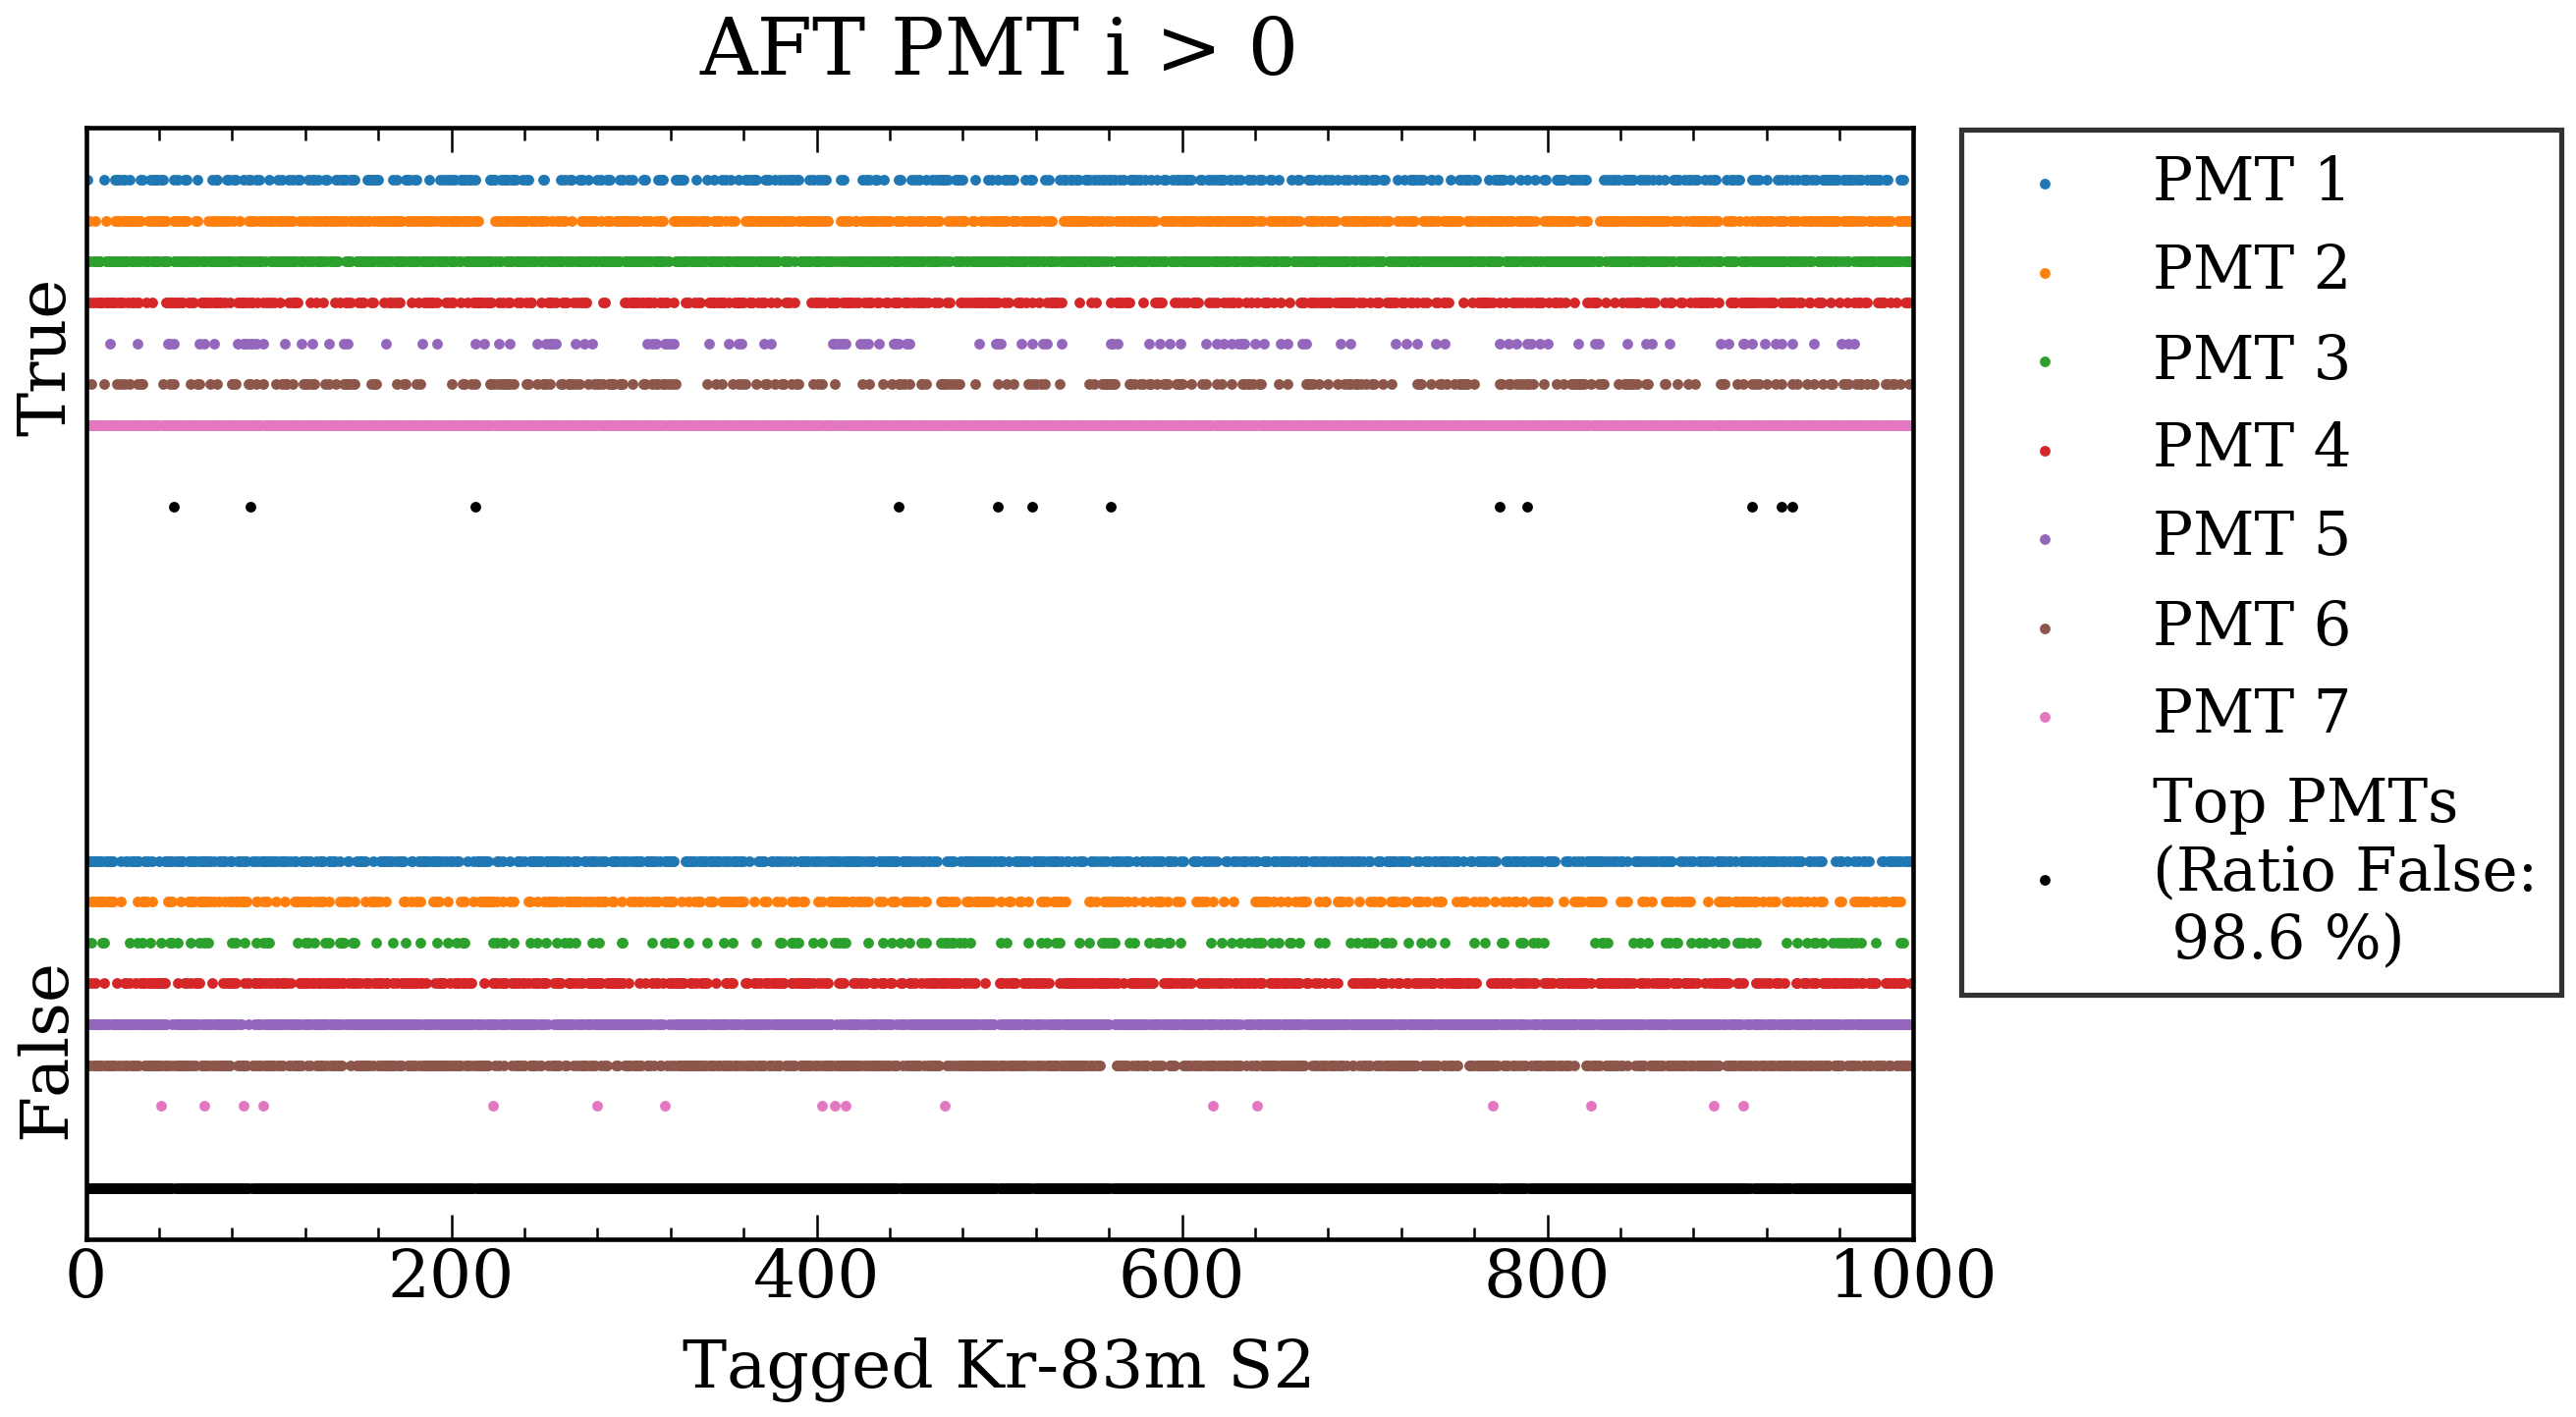 AFT PMT i > 0
True
False
0 200 400 600 800 1000
Tagged Kr-83m S2
PMT 1
PMT 2
PMT 3
PMT 4
PMT 5
PMT 6
PMT 7
Top PMTs
(Ratio False:
98.6 %)